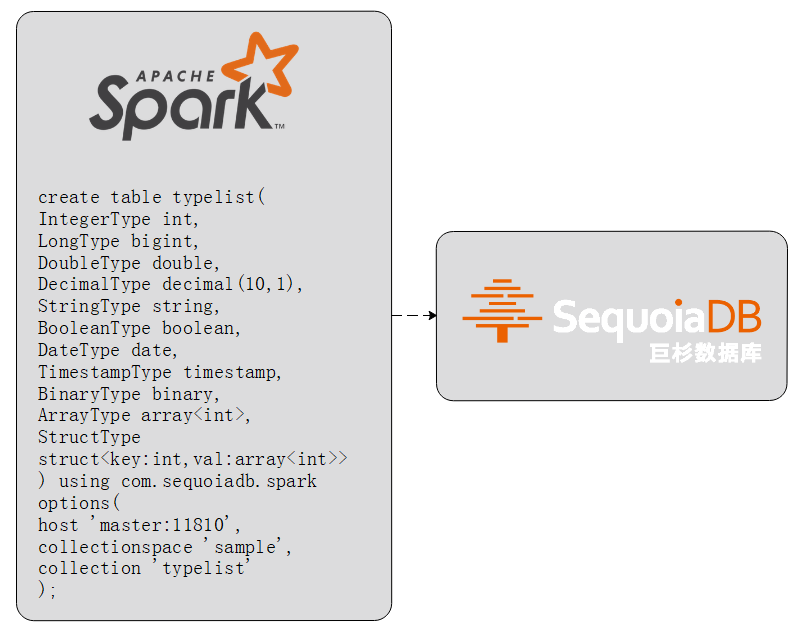 APACHE
Spark™
create table typelist(
IntegerType int,
LongType bigint,
DoubleType double,
DecimalType decimal(10,1),
StringType string,
BooleanType boolean,
DateType date,
TimestampType timestamp,
BinaryType binary,
ArrayType array<int>,
StructType
struct<key:int,val:array<int>>
) using com.sequoiadb.spark
options(
host 'master:11810',
collectionspace 'sample',
collection 'typelist'
);
SequoiaDB
巨杉数据库